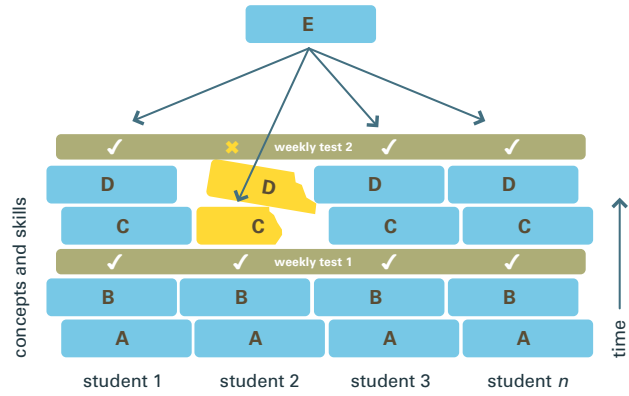 E
weekly test 2
D D D D
C C C C
weekly test 1
B B B B
A A A A
student 1 student 2 student 3 student n
concepts and skills
time